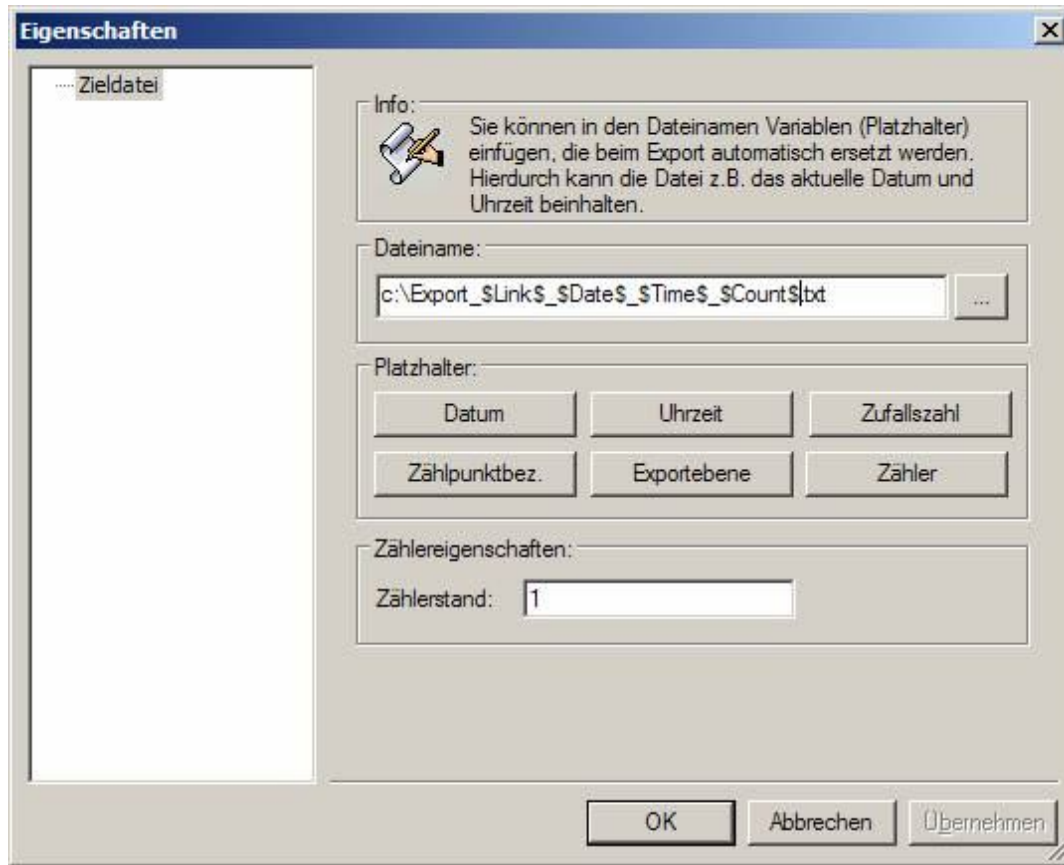 Eigenschaften
Zieldatei
Info:
Sie können in den Dateinamen Variablen (Platzhalter)
einfügen, die beim Export automatisch ersetzt werden.
Hierdurch kann die Datei z.B. das aktuelle Datum und
Uhrzeit beinhalten.
Dateiname:
c:\Export_$Link$_$Date$_$Time$_$Count$.txt
...
Platzhalter:
Datum Uhrzeit Zufallszahl
Zählpunktbez. Exportebene Zähler
Zählereigenschaften:
Zählerstand: 1
OK Abbrechen Übernehmen